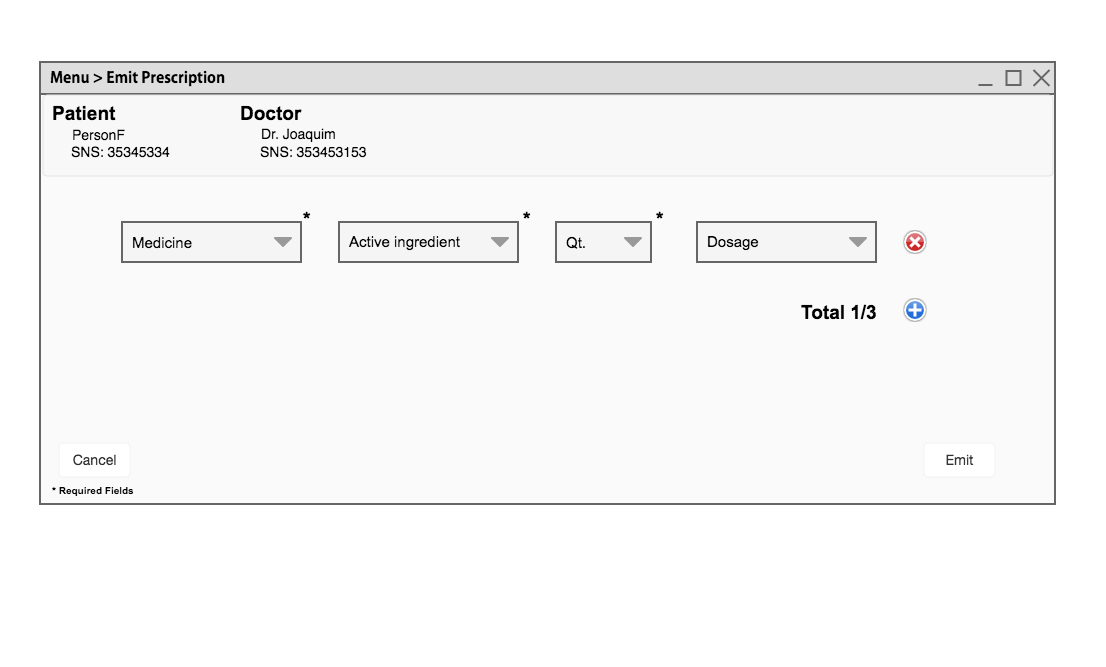 Menu > Emit Prescription
Patient Doctor
PersonF Dr. Joaquim
SNS: 35345334 SNS: 353453153
* * *
Medicine Active ingredient Qt. Dosage
Total 1/3
Cancel Emit
* Required Fields